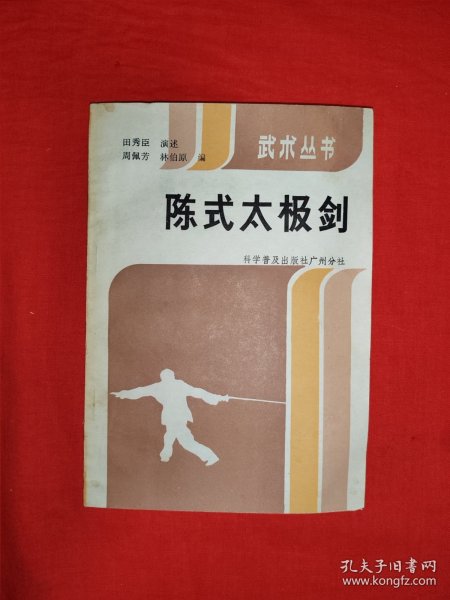 田秀臣 演述
周佩芳 林伯原 编
武术丛书
陈式太极剑
科学普及出版社广州分社
孔夫子旧书网
www.kongfz.com